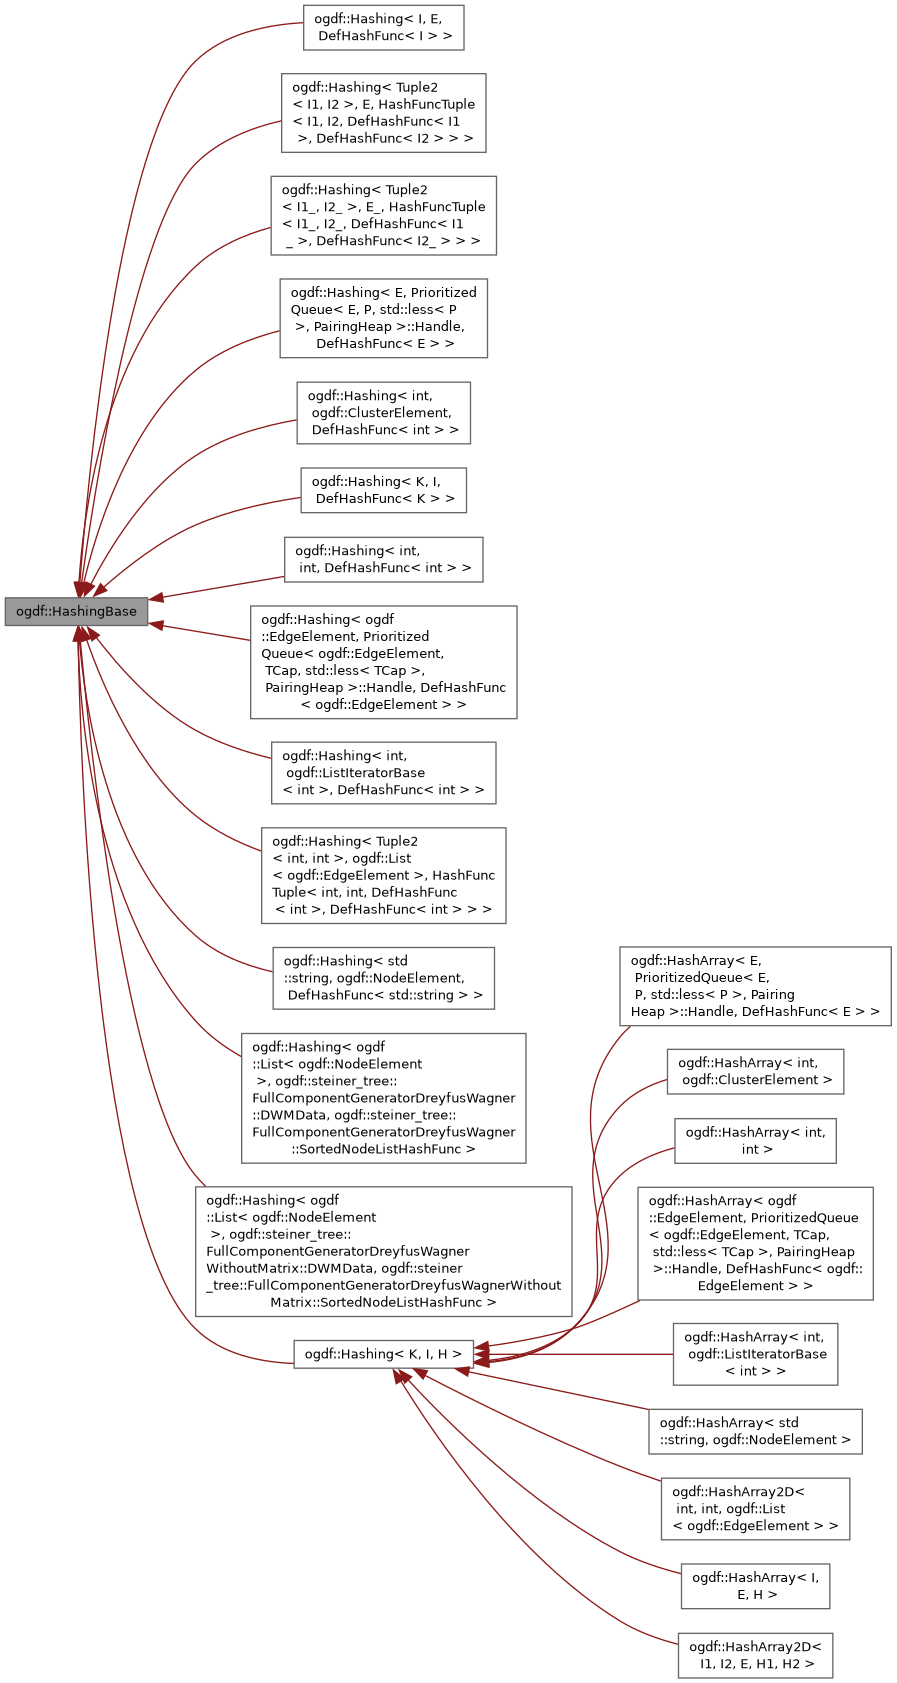 ogdf::Hashing< I, E,
DefHashFunc< I > >
ogdf::Hashing< Tuple2
< I1, I2 >, E, HashFuncTuple
< I1, I2, DefHashFunc< I1
>, DefHashFunc< I2 > > >
ogdf::Hashing< Tuple2
< I1_, I2_ >, E_, HashFuncTuple
< I1_, I2_, DefHashFunc< I1
_ >, DefHashFunc< I2_ > > >
ogdf::Hashing< E, Prioritized
Queue< E, P, std::less< P
>, PairingHeap >::Handle,
DefHashFunc< E > >
ogdf::Hashing< int,
ogdf::ClusterElement,
DefHashFunc< int > >
ogdf::Hashing< K, I,
DefHashFunc< K > >
ogdf::Hashing< int,
int, DefHashFunc< int > >
ogdf::HashingBase
ogdf::Hashing< ogdf
::EdgeElement, Prioritized
Queue< ogdf::EdgeElement,
TCap, std::less< TCap >,
PairingHeap >::Handle, DefHashFunc
< ogdf::EdgeElement > >
ogdf::Hashing< int,
ogdf::ListIteratorBase
< int >, DefHashFunc< int > >
ogdf::Hashing< Tuple2
< int, int >, ogdf::List
< ogdf::EdgeElement >, HashFunc
Tuple< int, int, DefHashFunc
< int >, DefHashFunc< int > > >
ogdf::Hashing< std
::string, ogdf::NodeElement,
DefHashFunc< std::string > >
ogdf::Hashing< ogdf
::List< ogdf::NodeElement
>, ogdf::steiner_tree::
FullComponentGeneratorDreyfusWagner
::DWMData, ogdf::steiner_tree::
FullComponentGeneratorDreyfusWagner
::SortedNodeListHashFunc >
ogdf::Hashing< ogdf
::List< ogdf::NodeElement
>, ogdf::steiner_tree::
FullComponentGeneratorDreyfusWagner
WithoutMatrix::DWMData, ogdf::steiner
_tree::FullComponentGeneratorDreyfusWagnerWithout
Matrix::SortedNodeListHashFunc >
ogdf::Hashing< K, I, H >
ogdf::HashArray< E,
PrioritizedQueue< E,
P, std::less< P >, Pairing
Heap >::Handle, DefHashFunc< E > >
ogdf::HashArray< int,
ogdf::ClusterElement >
ogdf::HashArray< int,
int >
ogdf::HashArray< ogdf
::EdgeElement, PrioritizedQueue
< ogdf::EdgeElement, TCap,
std::less< TCap >, PairingHeap
>::Handle, DefHashFunc< ogdf::
EdgeElement > >
ogdf::HashArray< int,
ogdf::ListIteratorBase
< int > >
ogdf::HashArray< std
::string, ogdf::NodeElement >
ogdf::HashArray2D<
int, int, ogdf::List
< ogdf::EdgeElement > >
ogdf::HashArray< I,
E, H >
ogdf::HashArray2D<
I1, I2, E, H1, H2 >